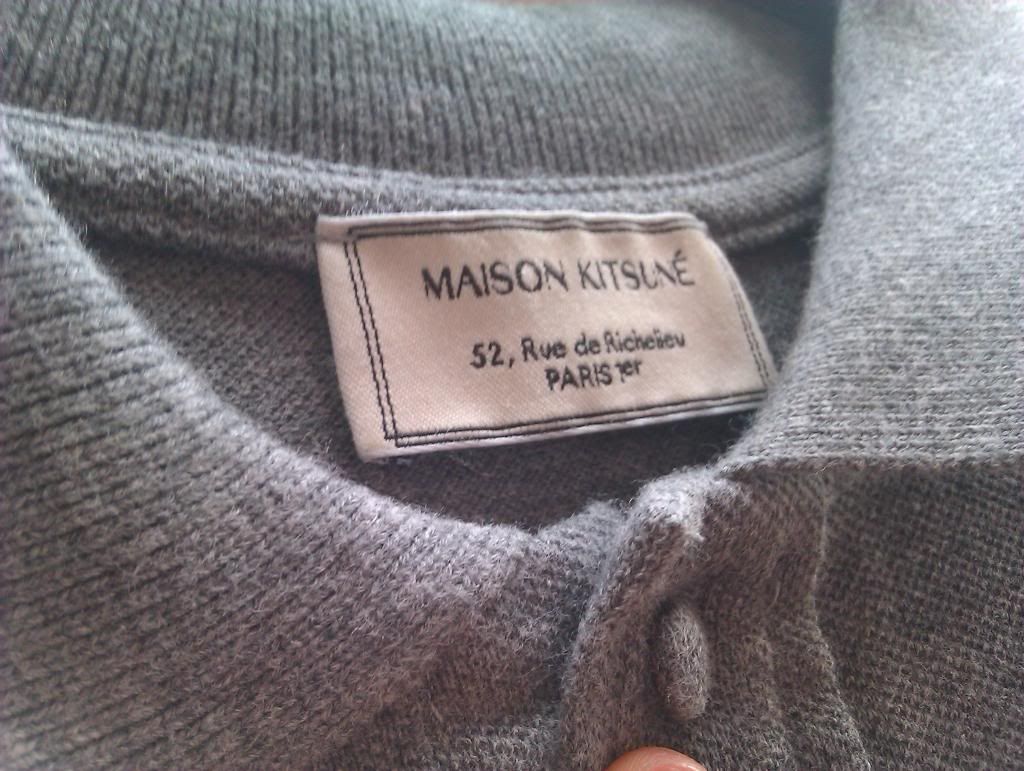 MAISON KITSUNÉ
52, Rue de Richelieu
PARIS 1er